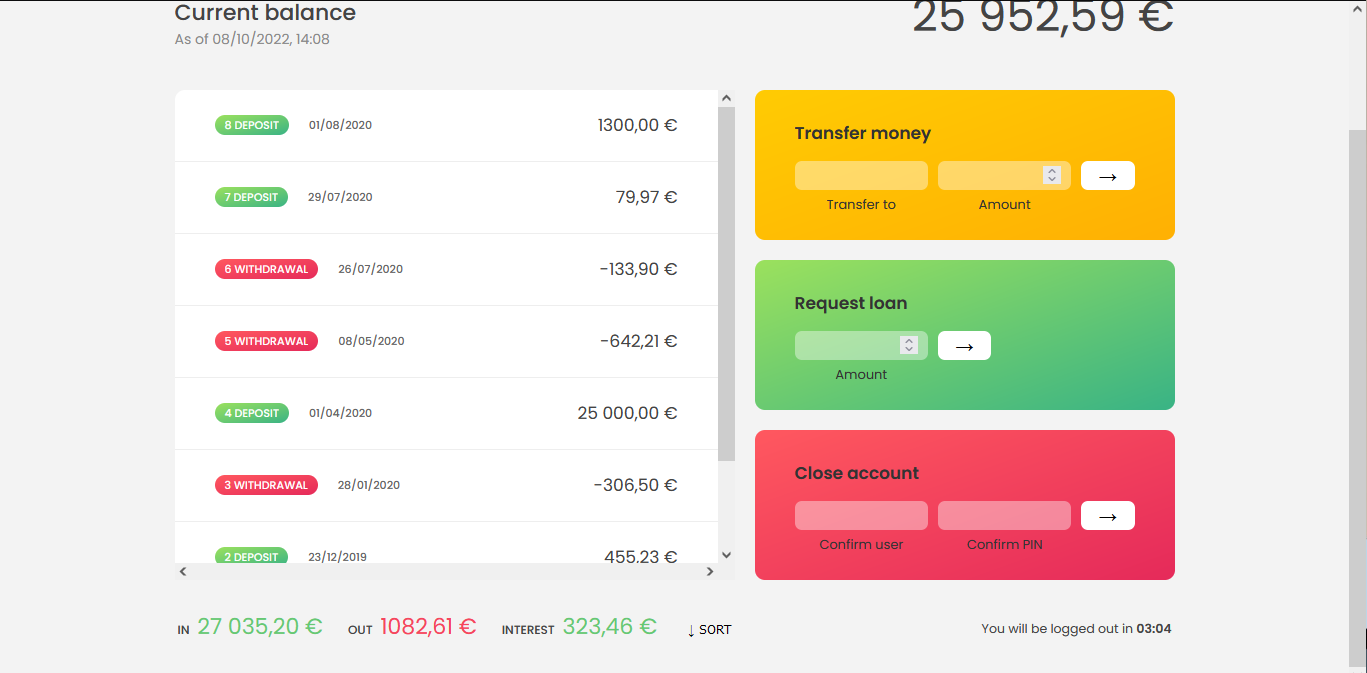 Current balance
25 952,59 €
As of 08/10/2022, 14:08
8 DEPOSIT 01/08/2020 1300,00 €
7 DEPOSIT 29/07/2020 79,97 €
6 WITHDRAWAL 26/07/2020 -133,90 €
5 WITHDRAWAL 08/05/2020 -642,21 €
4 DEPOSIT 01/04/2020 25 000,00 €
3 WITHDRAWAL 28/01/2020 -306,50 €
2 DEPOSIT 23/12/2019 455,23 €
Transfer money
→
Transfer to Amount
Request loan
→
Amount
Close account
→
Confirm user Confirm PIN
IN 27 035,20 € OUT 1082,61 € INTEREST 323,46 € ↓ SORT
You will be logged out in 03:04